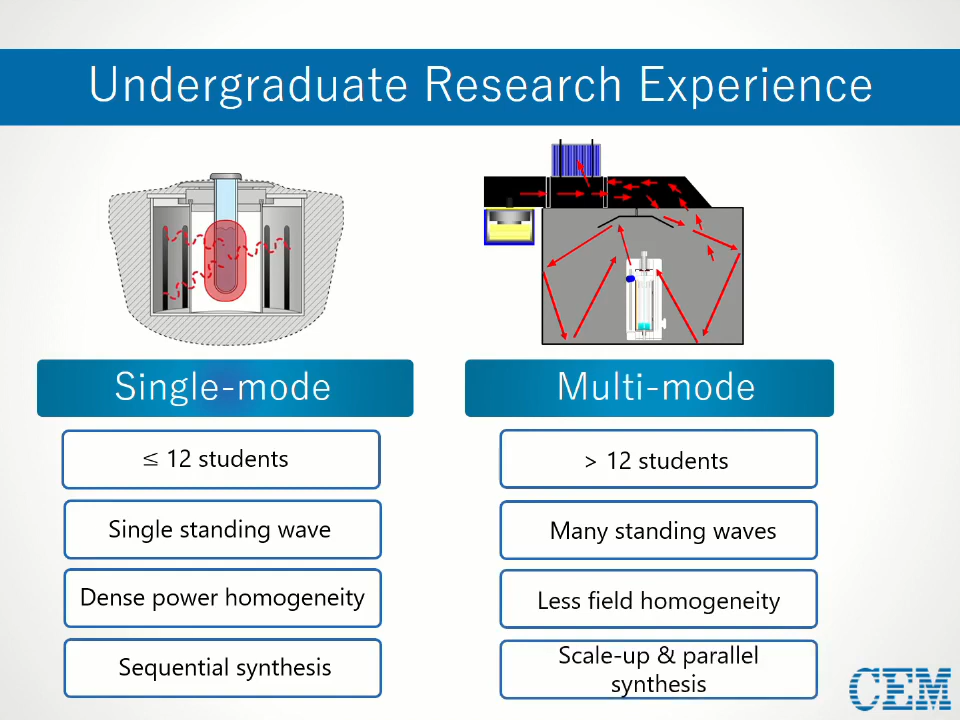 Undergraduate Research Experience
Single-mode
≤ 12 students
Single standing wave
Dense power homogeneity
Sequential synthesis
Multi-mode
> 12 students
Many standing waves
Less field homogeneity
Scale-up & parallel
synthesis
CEM